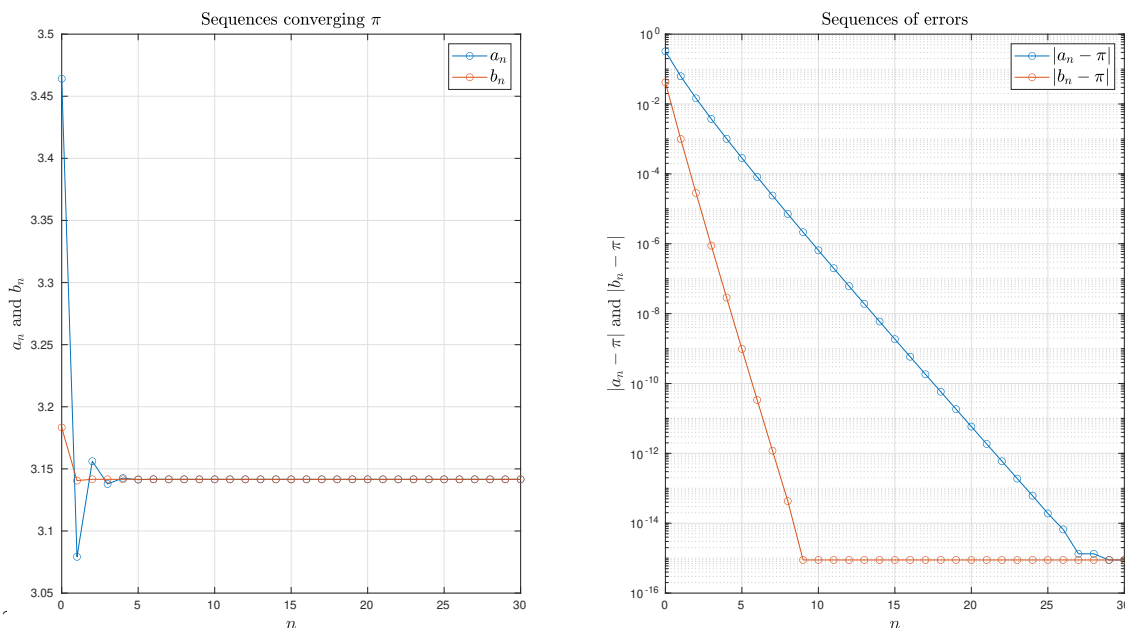 Sequences converging π
3.5
3.45
3.4
3.35
3.3
3.25
3.2
3.15
3.1
3.05
0 5 10 15 20 25 30
a_n and b_n
n
a_n
b_n
Sequences of errors
10^0
10^-2
10^-4
10^-6
10^-8
10^-10
10^-12
10^-14
10^-16
0 5 10 15 20 25 30
|a_n − π| and |b_n − π|
n
|a_n − π|
|b_n − π|